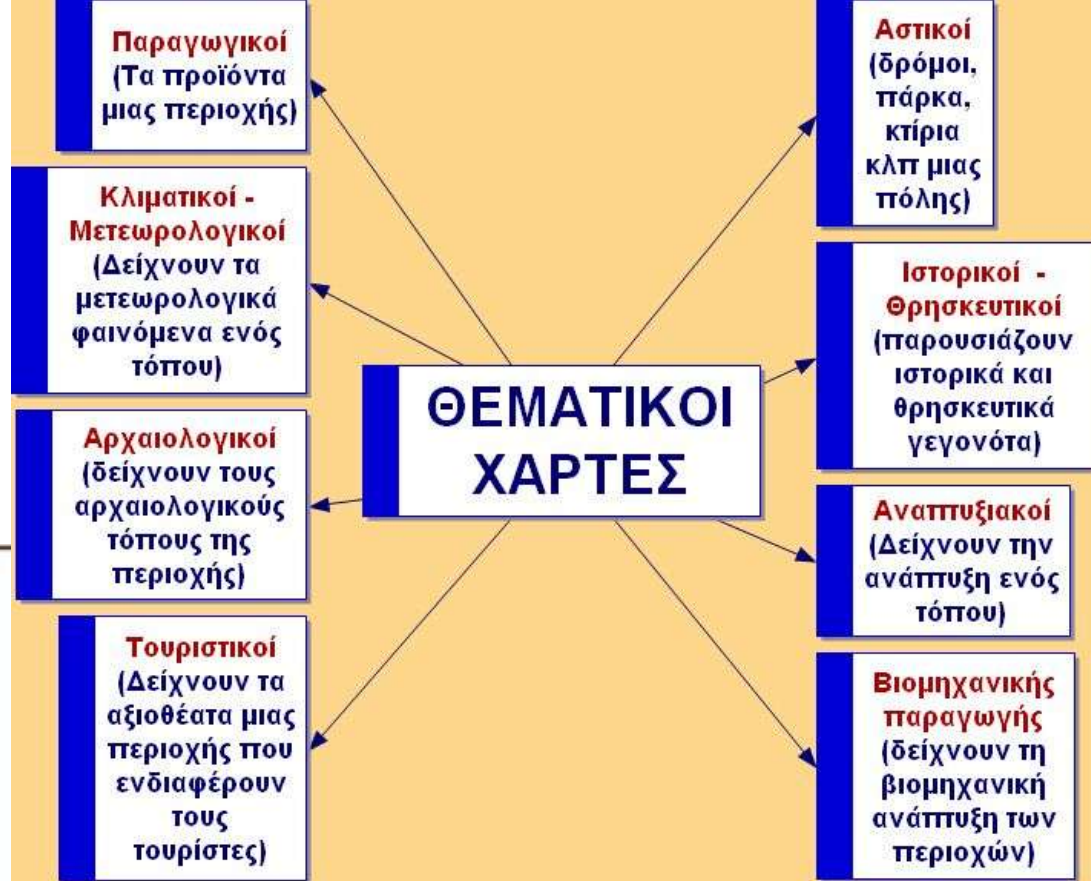 Παραγωγικοί
(Τα προϊόντα
μιας περιοχής)
Κλιματικοί -
Μετεωρολογικοί
(Δείχνουν τα
μετεωρολογικά
φαινόμενα ενός
τόπου)
Αρχαιολογικοί
(δείχνουν τους
αρχαιολογικούς
τόπους της
περιοχής)
Τουριστικοί
(Δείχνουν τα
αξιοθέατα μιας
περιοχής που
ενδιαφέρουν
τους
τουρίστες)
ΘΕΜΑΤΙΚΟΙ
ΧΑΡΤΕΣ
Αστικοί
(δρόμοι,
πάρκα,
κτίρια
κλπ μιας
πόλης)
Ιστορικοί -
Θρησκευτικοί
(παρουσιάζουν
ιστορικά και
θρησκευτικά
γεγονότα)
Αναπτυξιακοί
(Δείχνουν την
ανάπτυξη ενός
τόπου)
Βιομηχανικής
παραγωγής
(δείχνουν τη
βιομηχανική
ανάπτυξη των
περιοχών)